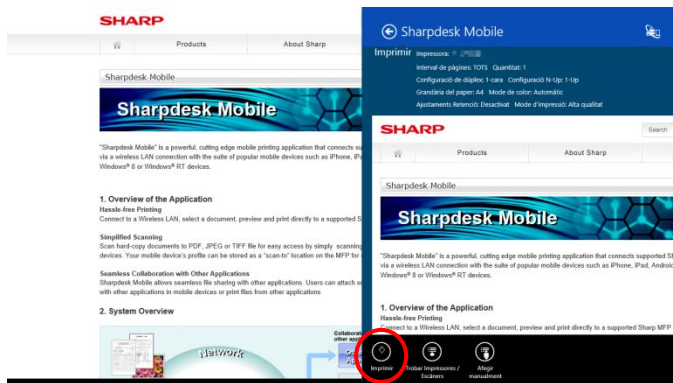 SHARP
Products About Sharp
Sharpdesk Mobile
Sharpdesk Mobile
"Sharpdesk Mobile" is a powerful, cutting edge mobile printing application that connects su
via a wireless LAN connection with the suite of popular mobile devices such as iPhone, iPa
Windows® 8 or Windows® RT devices.
1. Overview of the Application
Hassle-free Printing
Connect to a Wireless LAN, select a document, preview and print directly to a supported S
Simplified Scanning
Scan hard-copy documents to PDF, JPEG or TIFF file for easy access by simply scanning
devices. Your mobile device's profile can be stored as a 'scan-to' location on the MFP for
Seamless Collaboration with Other Applications
Sharpdesk Mobile allows seamless file sharing with other applications. Users can attach s
with other applications in mobile devices or print files from other applications
2. System Overview
Network
Collaborat
other app
Sharpdesk Mobile
Imprimir Impressora:
Interval de pàgines: TOTS Quantitat: 1
Configuració de dúplex: 1-cara Configuració N-Up: 1-Up
Grandària del paper: A4 Mode de color: Automàtic
Ajustaments Retenció: Desactivat Mode d'impressió: Alta qualitat
SHARP
Search
Products About Sharp
Sharpdesk Mobile
Sharpdesk Mobile
"Sharpdesk Mobile" is a powerful, cutting edge mobile printing application that connects supported Sh
via a wireless LAN connection with the suite of popular mobile devices such as iPhone, iPad, Android
Windows® 8 or Windows® RT devices.
1. Overview of the Application
Hassle-free Printing
Connect to a Wireless LAN, select a document, preview and print directly to a supported Sharp MFP
Imprimir
Trobar Impressores /
Escàners
Afegir
manualment